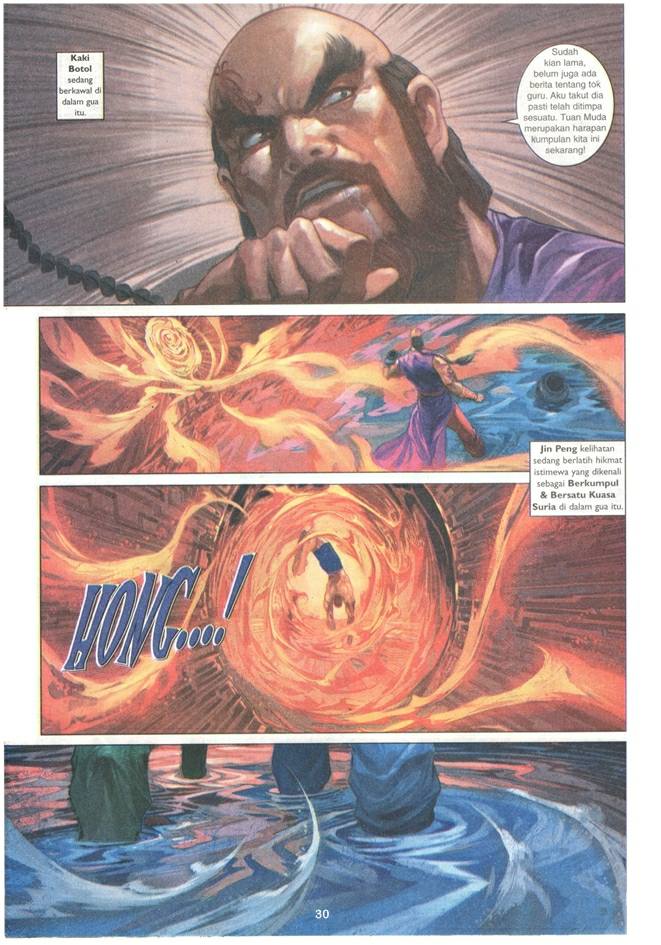 Kaki
Botol
sedang
berkawal di
dalam gua
itu.
Sudah
kian lama,
belum juga ada
berita tentang tok
guru. Aku takut dia
pasti telah ditimpa
sesuatu. Tuan Muda
merupakan harapan
kumpulan kita ini
sekarang!
Jin Peng kelihatan
sedang berlatih hikmat
istimewa yang dikenali
sebagai Berkumpul
& Bersatu Kuasa
Suria di dalam gua itu.
HONG....!
30